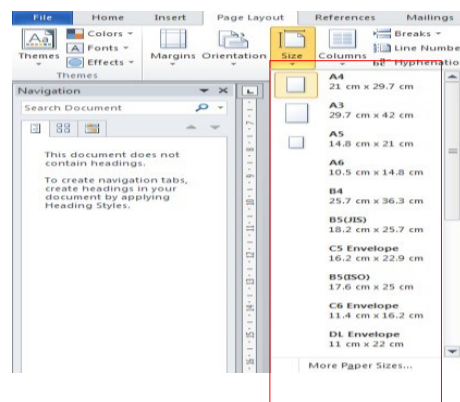 File Home Insert Page Layout References Mailings
Aa Colors Breaks
A Fonts Line Numbe
Themes Effects Margins Orientation Size Columns Hyphenatio
Themes
Navigation
Search Document
This document does not
contain headings.
To create navigation tabs,
create headings in your
document by applying
Heading Styles.
A4
21 cm x 29.7 cm
A3
29.7 cm x 42 cm
A5
14.8 cm x 21 cm
A6
10.5 cm x 14.8 cm
B4
25.7 cm x 36.3 cm
B5(JIS)
18.2 cm x 25.7 cm
C5 Envelope
16.2 cm x 22.9 cm
B5(ISO)
17.6 cm x 25 cm
C6 Envelope
11.4 cm x 16.2 cm
DL Envelope
11 cm x 22 cm
More Paper Sizes...